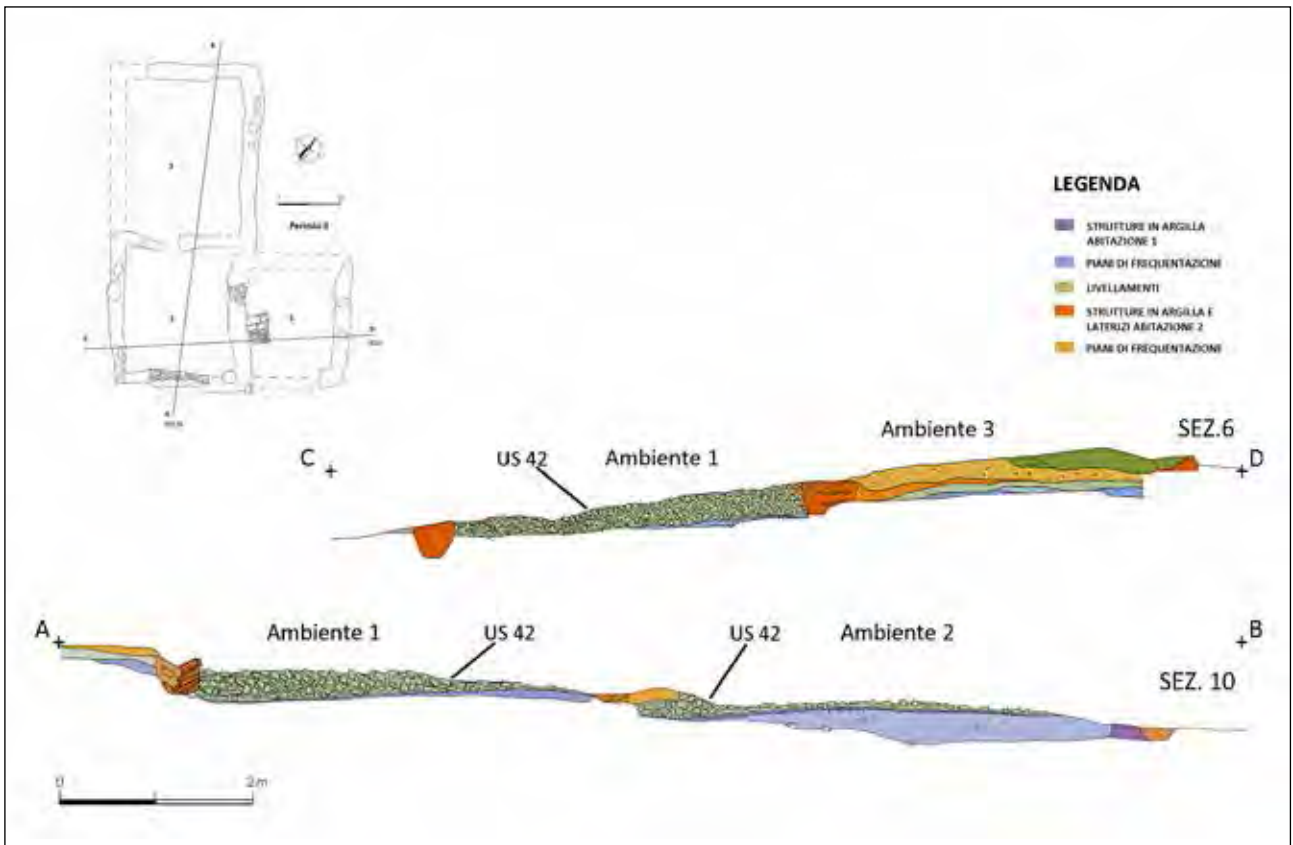 Periodo II
LEGENDA
STRUTTURE IN ARGILLA
ABITAZIONE 1
PIANI DI FREQUENTAZIONE
LIVELLAMENTI
STRUTTURE IN ARGILLA E
LATERIZI ABITAZIONE 2
PIANI DI FREQUENTAZIONE
Ambiente 3
SEZ.6
C
US 42
Ambiente 1
D
A
Ambiente 1
US 42
US 42
Ambiente 2
B
SEZ. 10
0
2m